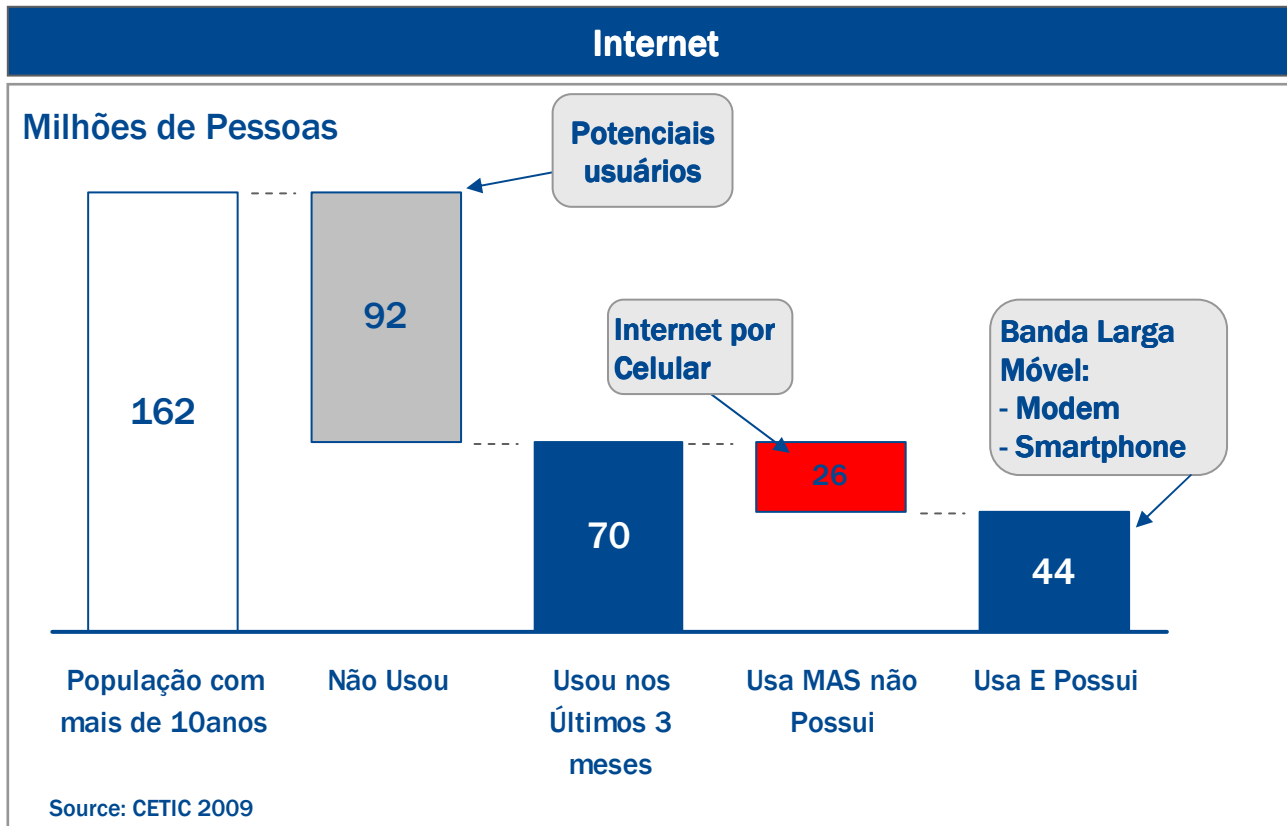 Internet
Milhões de Pessoas
Potenciais
usuários
92
Internet por
Celular
Banda Larga
Móvel:
- Modem
- Smartphone
162
26
70
44
População com
mais de 10anos
Não Usou
Usou nos
Últimos 3
meses
Usa MAS não
Possui
Usa E Possui
Source: CETIC 2009